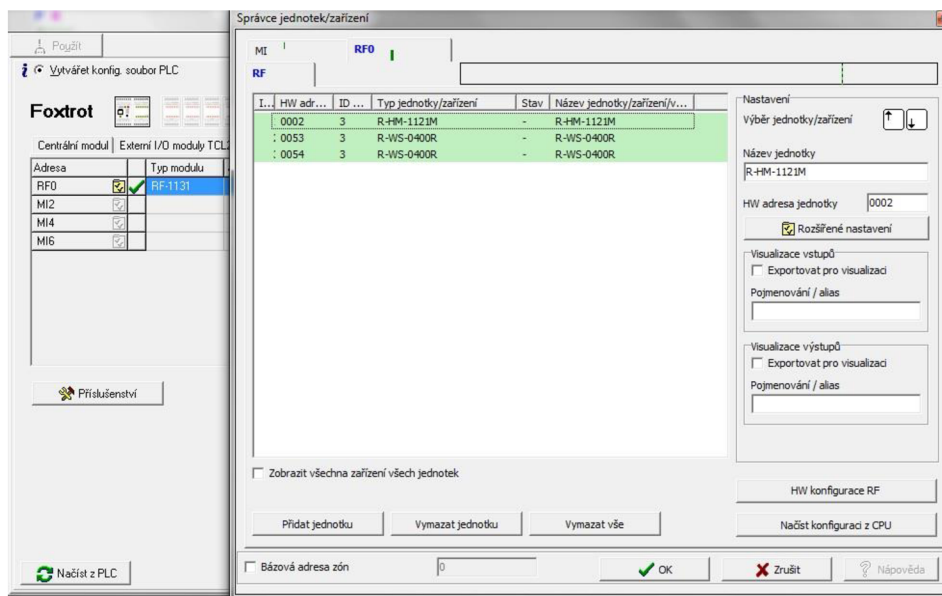 Správce jednotek/zařízení
Použít
Vytvářet konfig. soubor PLC
Foxtrot
Centrální modul
Externí I/O moduly TCL2
Adresa
Typ modulu
RF0
RF-1131
MI2
MI4
MI6
Příslušenství
Načíst z PLC
MI
RF0
RF
I... HW adr... ID ... Typ jednotky/zařízení Stav Název jednotky/zařízení/v...
0002 3 R-HM-1121M - R-HM-1121M
0053 3 R-WS-0400R - R-WS-0400R
0054 3 R-WS-0400R - R-WS-0400R
Zobrazit všechna zařízení všech jednotek
Přidat jednotku
Vymazat jednotku
Vymazat vše
Nastavení
Výběr jednotky/zařízení
Název jednotky
R-HM-1121M
HW adresa jednotky 0002
Rozšířené nastavení
Visualizace vstupů
Exportovat pro visualizaci
Pojmenování / alias
Visualizace výstupů
Exportovat pro visualizaci
Pojmenování / alias
HW konfigurace RF
Načíst konfiguraci z CPU
Bázová adresa zón 0
OK
Zrušit
? Nápověda